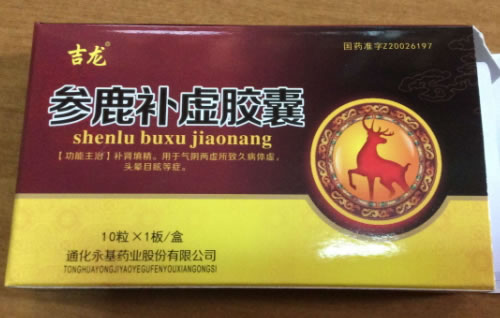 吉龙®
国药准字Z20026197
参鹿补虚胶囊
shenlu buxu jiaonang
【功能主治】补肾填精。用于气阴两虚所致久病体虚，
头晕目眩等症。
10粒×1板/盒
通化永基药业股份有限公司
TONGHUAYONGJIYAOYEGUFENYOUXIANGONGSI